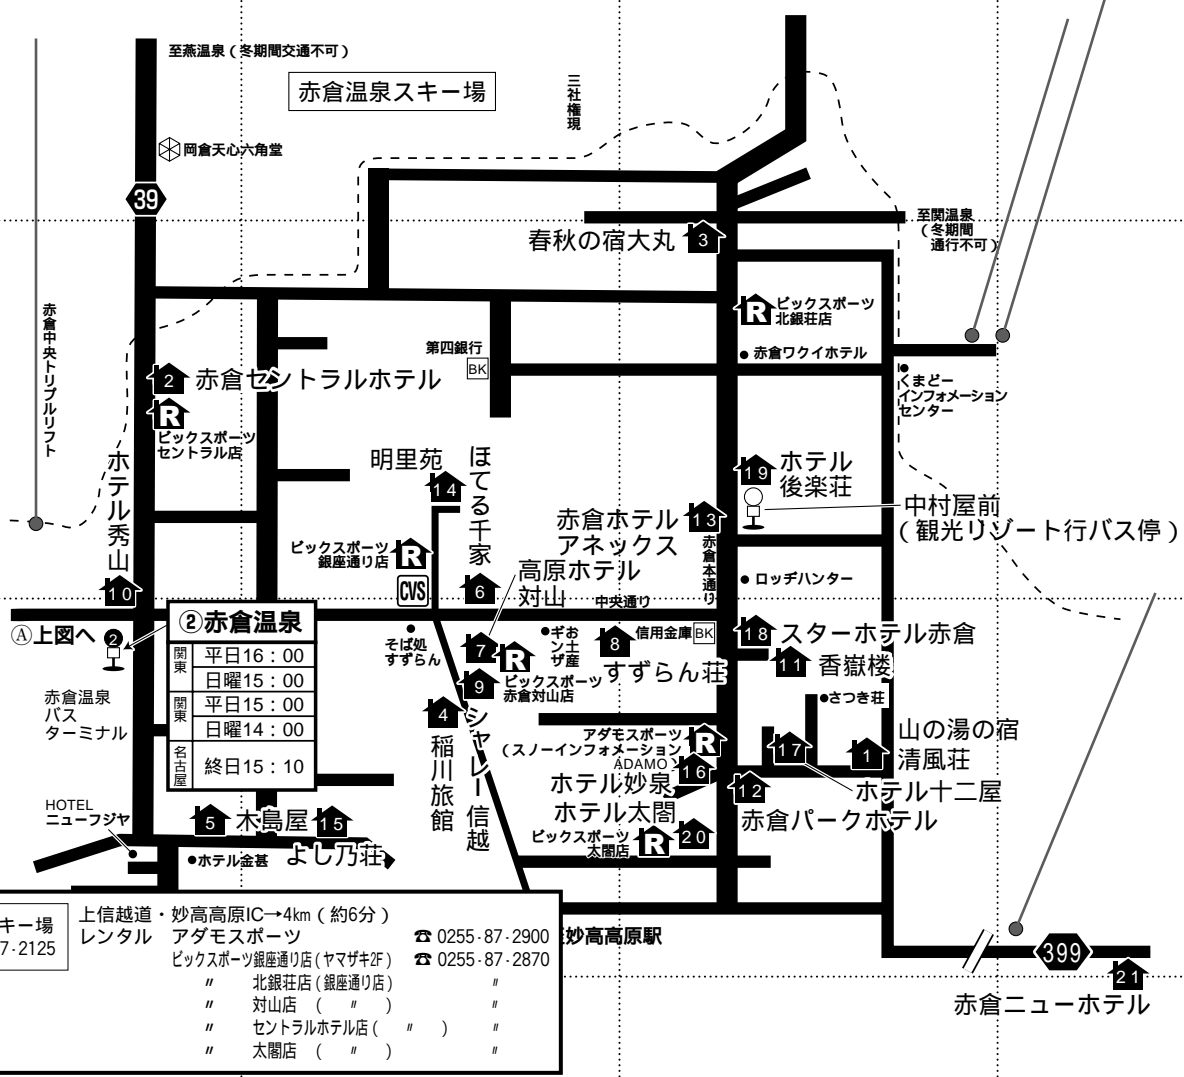 至燕温泉(冬期間交通不可)
赤倉温泉スキー場
三社権現
岡倉天心六角堂
39
至関温泉
(冬期間
通行不可)
春秋の宿大丸
3
赤倉中央トリプルリフト
R
ビックスポーツ
北銀荘店
赤倉ワクイホテル
第四銀行
BK
2
赤倉セントラルホテル
R
ビックスポーツ
セントラル店
くまどー
インフォメーション
センター
ホテル秀山
10
明里苑
14
ほてる千家
6
19
ホテル
後楽荘
中村屋前
(観光リゾート行バス停)
赤倉ホテル
アネックス
13
赤倉本通り
ビックスポーツ
銀座通り店
R
CVS
高原ホテル
対山
7
中央通り
ロッヂハンター
Ⓐ上図へ
2
赤倉温泉
バス
ターミナル
②赤倉温泉
関東
平日16:00
日曜15:00
関東
平日15:00
日曜14:00
名古屋
終日15:10
そば処
すずらん
R
ビックスポーツ
赤倉対山店
ギおン土ザ産
8
信用金庫
BK
すずらん荘
18
スターホテル赤倉
11
香嶽楼
さつき荘
9
シャレー信越
4
稲川旅館
アダモスポーツ
(スノーインフォメーション
ADAMO
R
16
ホテル妙泉
ホテル太閤
20
ビックスポーツ
太閤店
R
17
ホテル十二屋
1
山の湯の宿
清風荘
12
赤倉パークホテル
HOTEL
ニューフジヤ
5
木島屋
15
よし乃荘
ホテル金甚
キー場
7-2125
上信越道・妙高高原IC→4km(約6分)
レンタル アダモスポーツ ☎0255-87-2900
ビックスポーツ銀座通り店(ヤマザキ2F) ☎0255-87-2870
〃 北銀荘店(銀座通り店) 〃
〃 対山店 ( 〃 ) 〃
〃 セントラルホテル店( 〃 ) 〃
〃 太閤店 ( 〃 ) 〃
妙高高原駅
399
21
赤倉ニューホテル